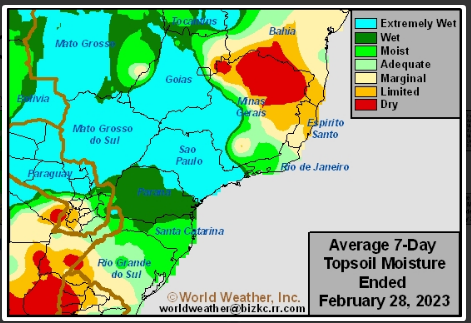 Tocantins
Bahia
Mato Grosso
Goias
Bolivia
Minas
Gerais
Mato Grosso
do Sul
Espirito
Santo
Sao
Paulo
Rio de Janeiro
Paraguay
Parana
Santa Catarina
Rio Grande
do Sul
Extremely Wet
Wet
Moist
Adequate
Marginal
Limited
Dry
Average 7-Day
Topsoil Moisture
Ended
February 28, 2023
©World Weather, Inc.
worldweather@bizkc.rr.com